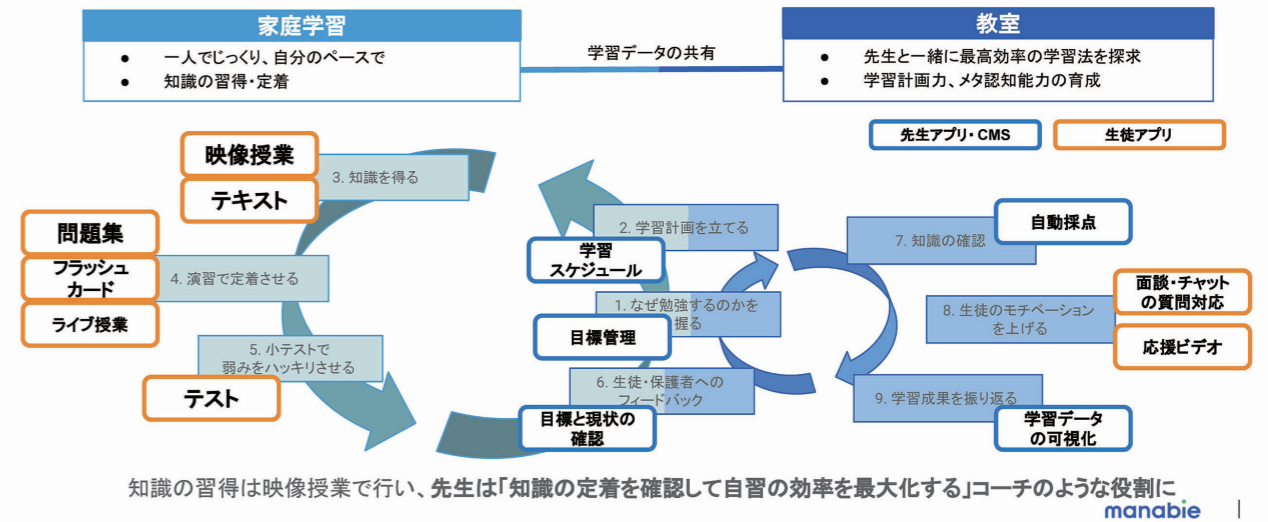 家庭学習
● 一人でじっくり、自分のペースで
● 知識の習得・定着
学習データの共有
教室
● 先生と一緒に最高効率の学習法を探求
● 学習計画力、メタ認知能力の育成
先生アプリ・CMS
生徒アプリ
映像授業
テキスト
3. 知識を得る
問題集
フラッシュ
カード
ライブ授業
4. 演習で定着させる
5. 小テストで
弱みをハッキリさせる
テスト
2. 学習計画を立てる
学習
スケジュール
1. なぜ勉強するのかを
握る
目標管理
6. 生徒・保護者への
フィードバック
目標と現状の
確認
7. 知識の確認
自動採点
8. 生徒のモチベーション
を上げる
面談・チャット
の質問対応
応援ビデオ
9. 学習成果を振り返る
学習データ
の可視化
知識の習得は映像授業で行い、先生は「知識の定着を確認して自習の効率を最大化する」コーチのような役割に
manabie